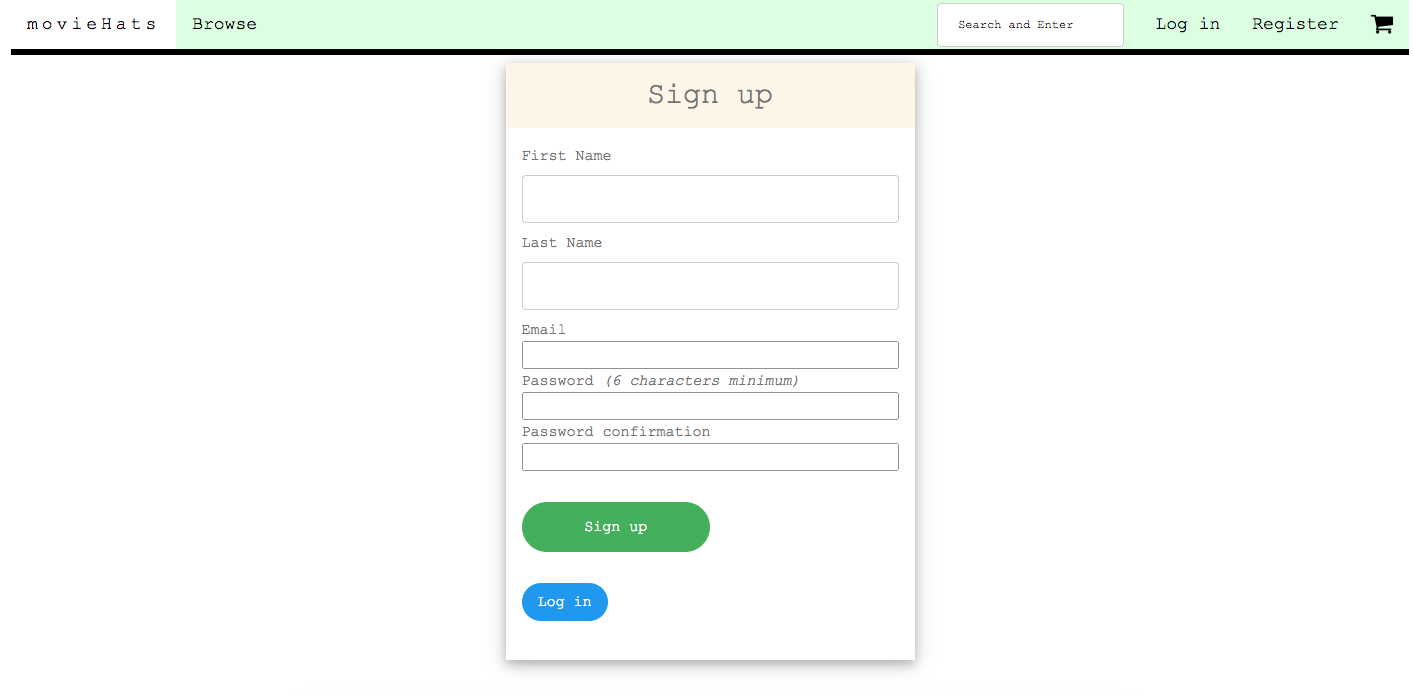 movieHats Browse Search and Enter Log in Register
Sign up
First Name
Last Name
Email
Password (6 characters minimum)
Password confirmation
Sign up
Log in